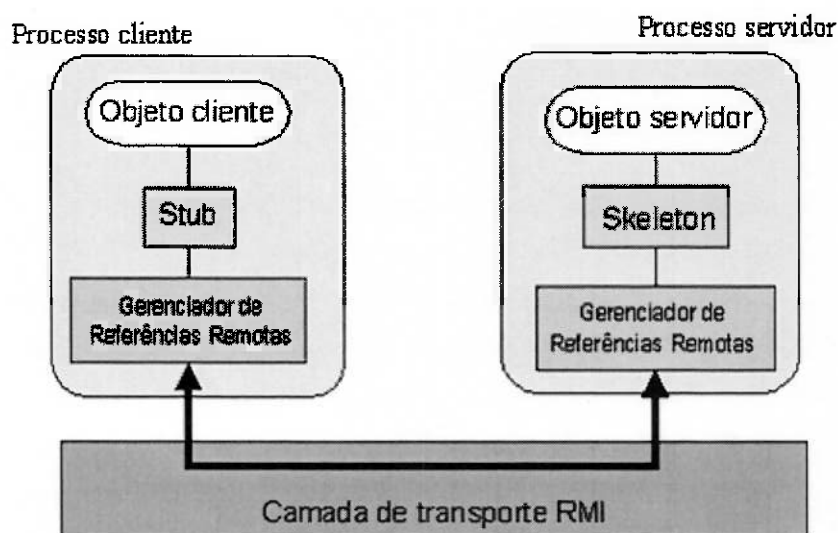 Processo cliente
Processo servidor
Objeto cliente
Objeto servidor
Stub
Skeleton
Gerenciador de
Referências Remotas
Gerenciador de
Referências Remotas
Camada de transporte RMI